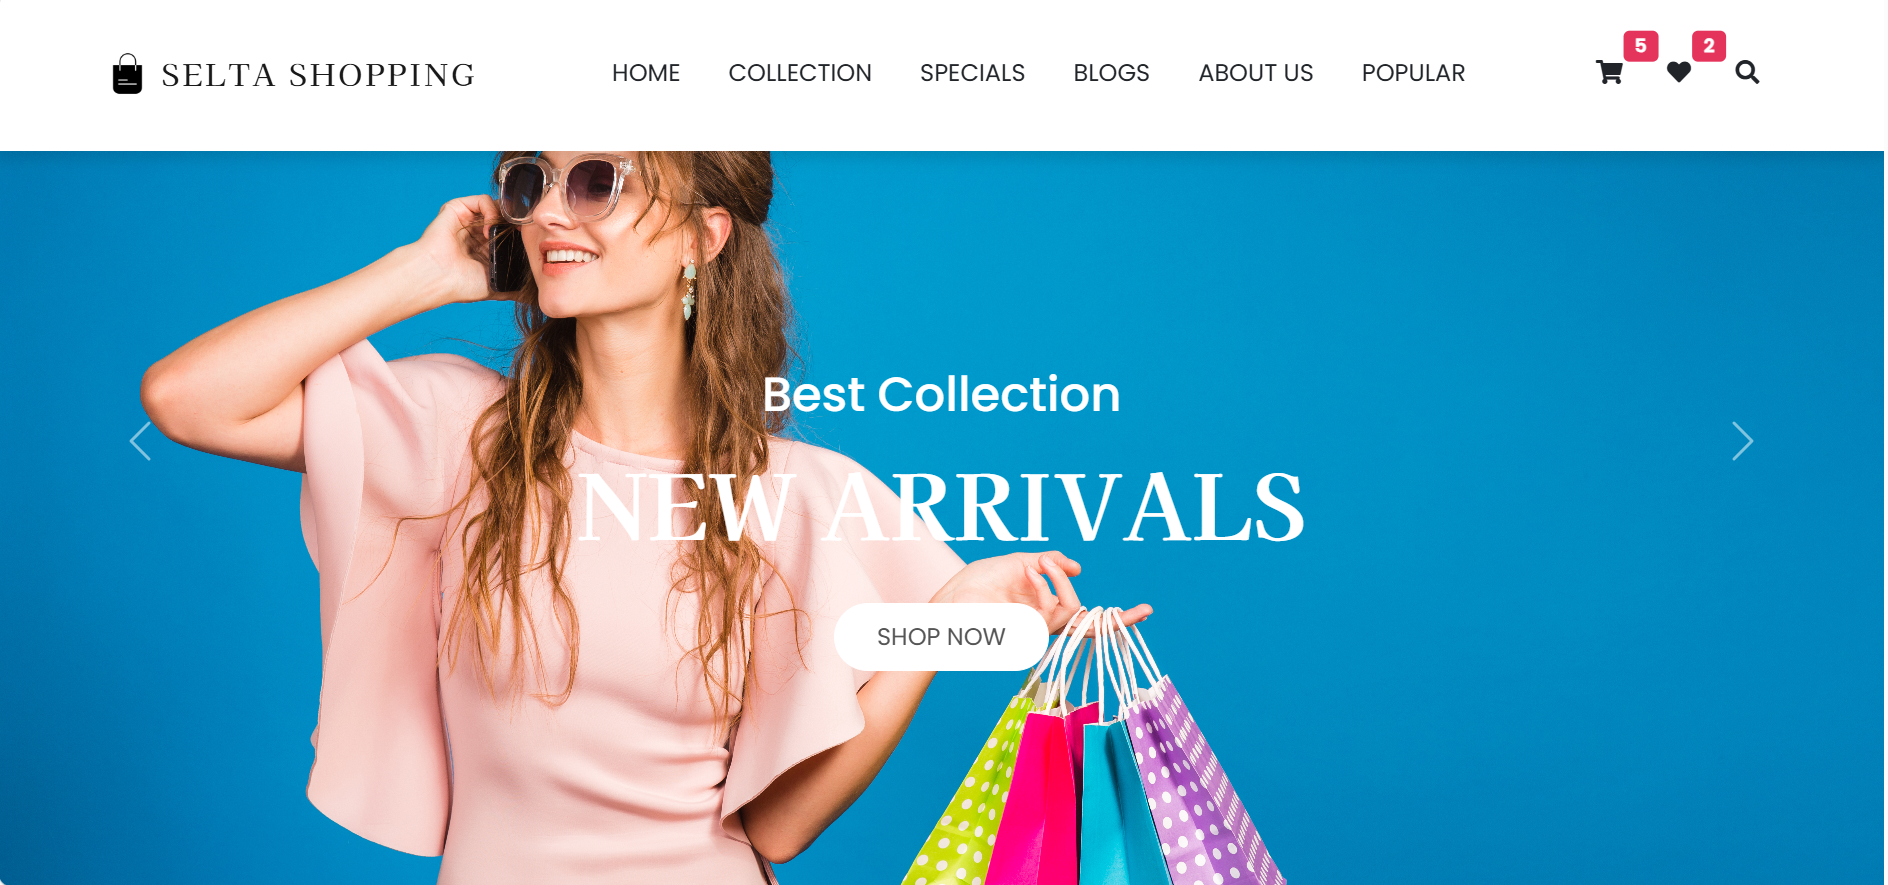 SELTA SHOPPING
HOME COLLECTION SPECIALS BLOGS ABOUT US POPULAR
5 2
Best Collection
NEW ARRIVALS
SHOP NOW